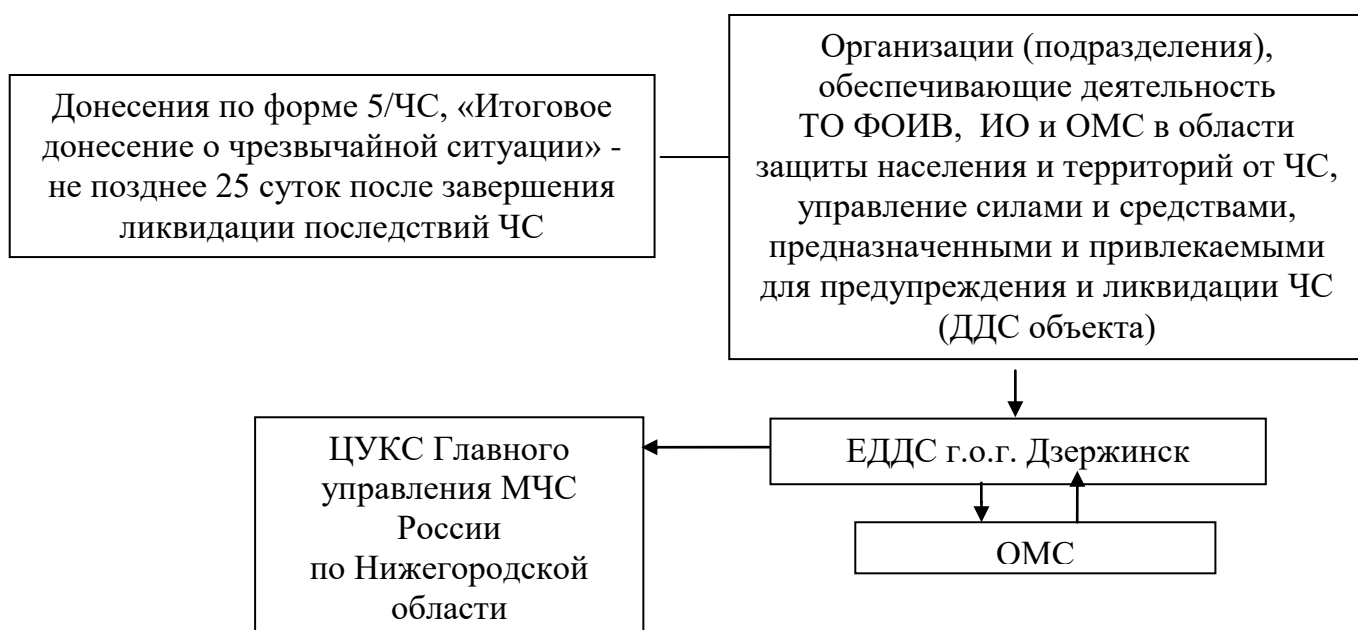 Донесения по форме 5/ЧС, «Итоговое
донесение о чрезвычайной ситуации» -
не позднее 25 суток после завершения
ликвидации последствий ЧС
Организации (подразделения),
обеспечивающие деятельность
ТО ФОИВ, ИО и ОМС в области
защиты населения и территорий от ЧС,
управление силами и средствами,
предназначенными и привлекаемыми
для предупреждения и ликвидации ЧС
(ДДС объекта)
ЕДДС г.о.г. Дзержинск
ОМС
ЦУКС Главного
управления МЧС
России
по Нижегородской
области